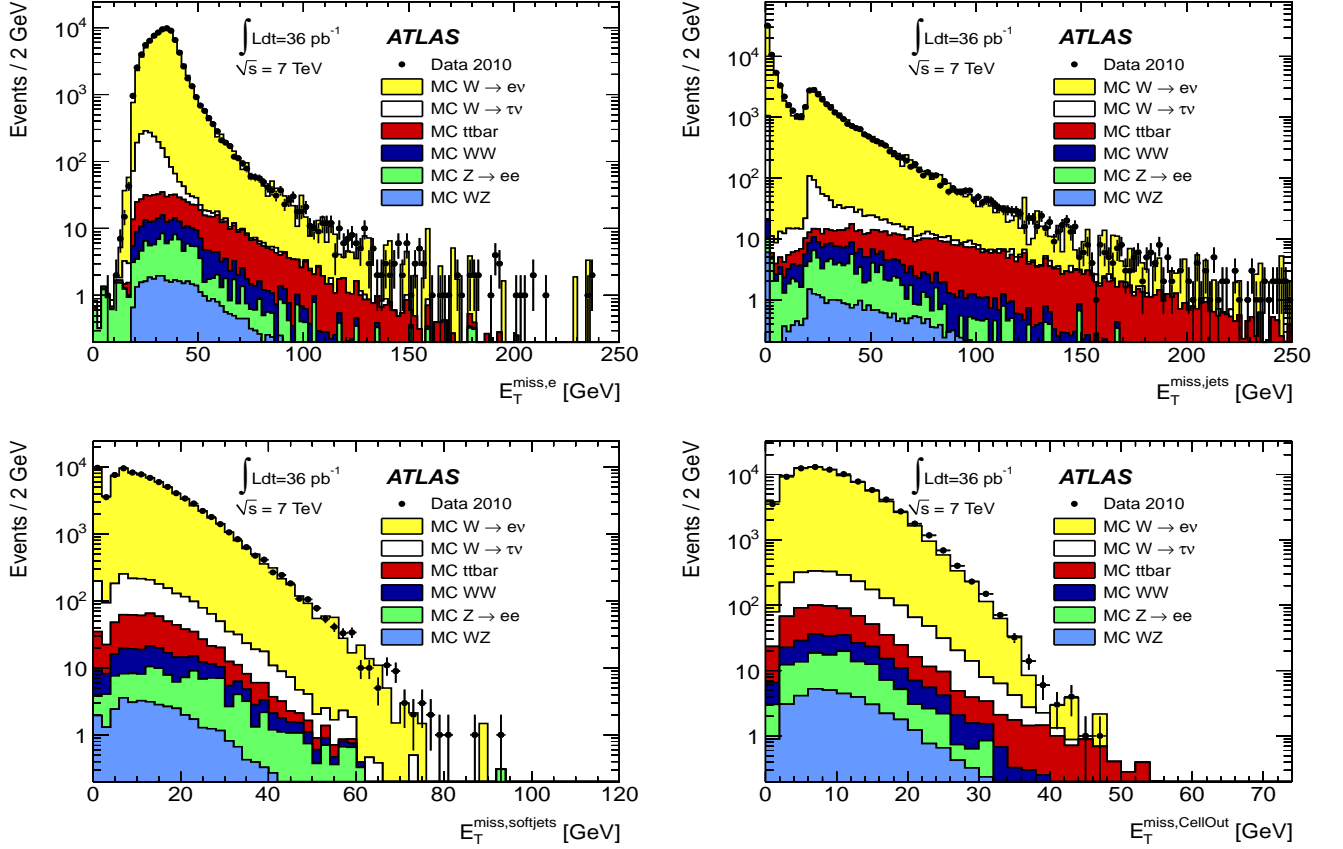 Events / 2 GeV
10⁴
10³
10²
10
1
∫ Ldt=36 pb⁻¹
√s = 7 TeV
ATLAS
Data 2010
MC W → eν
MC W → τν
MC ttbar
MC WW
MC Z → ee
MC WZ
0 50 100 150 200 250
E_T^miss,e [GeV]
Events / 2 GeV
10⁴
10³
10²
10
1
∫ Ldt=36 pb⁻¹
√s = 7 TeV
ATLAS
Data 2010
MC W → eν
MC W → τν
MC ttbar
MC WW
MC Z → ee
MC WZ
0 50 100 150 200 250
E_T^miss,jets [GeV]
Events / 2 GeV
10⁴
10³
10²
10
1
∫ Ldt=36 pb⁻¹
√s = 7 TeV
ATLAS
Data 2010
MC W → eν
MC W → τν
MC ttbar
MC WW
MC Z → ee
MC WZ
0 20 40 60 80 100 120
E_T^miss,softjets [GeV]
Events / 2 GeV
10⁴
10³
10²
10
1
∫ Ldt=36 pb⁻¹
√s = 7 TeV
ATLAS
Data 2010
MC W → eν
MC W → τν
MC ttbar
MC WW
MC Z → ee
MC WZ
0 10 20 30 40 50 60 70
E_T^miss,CellOut [GeV]